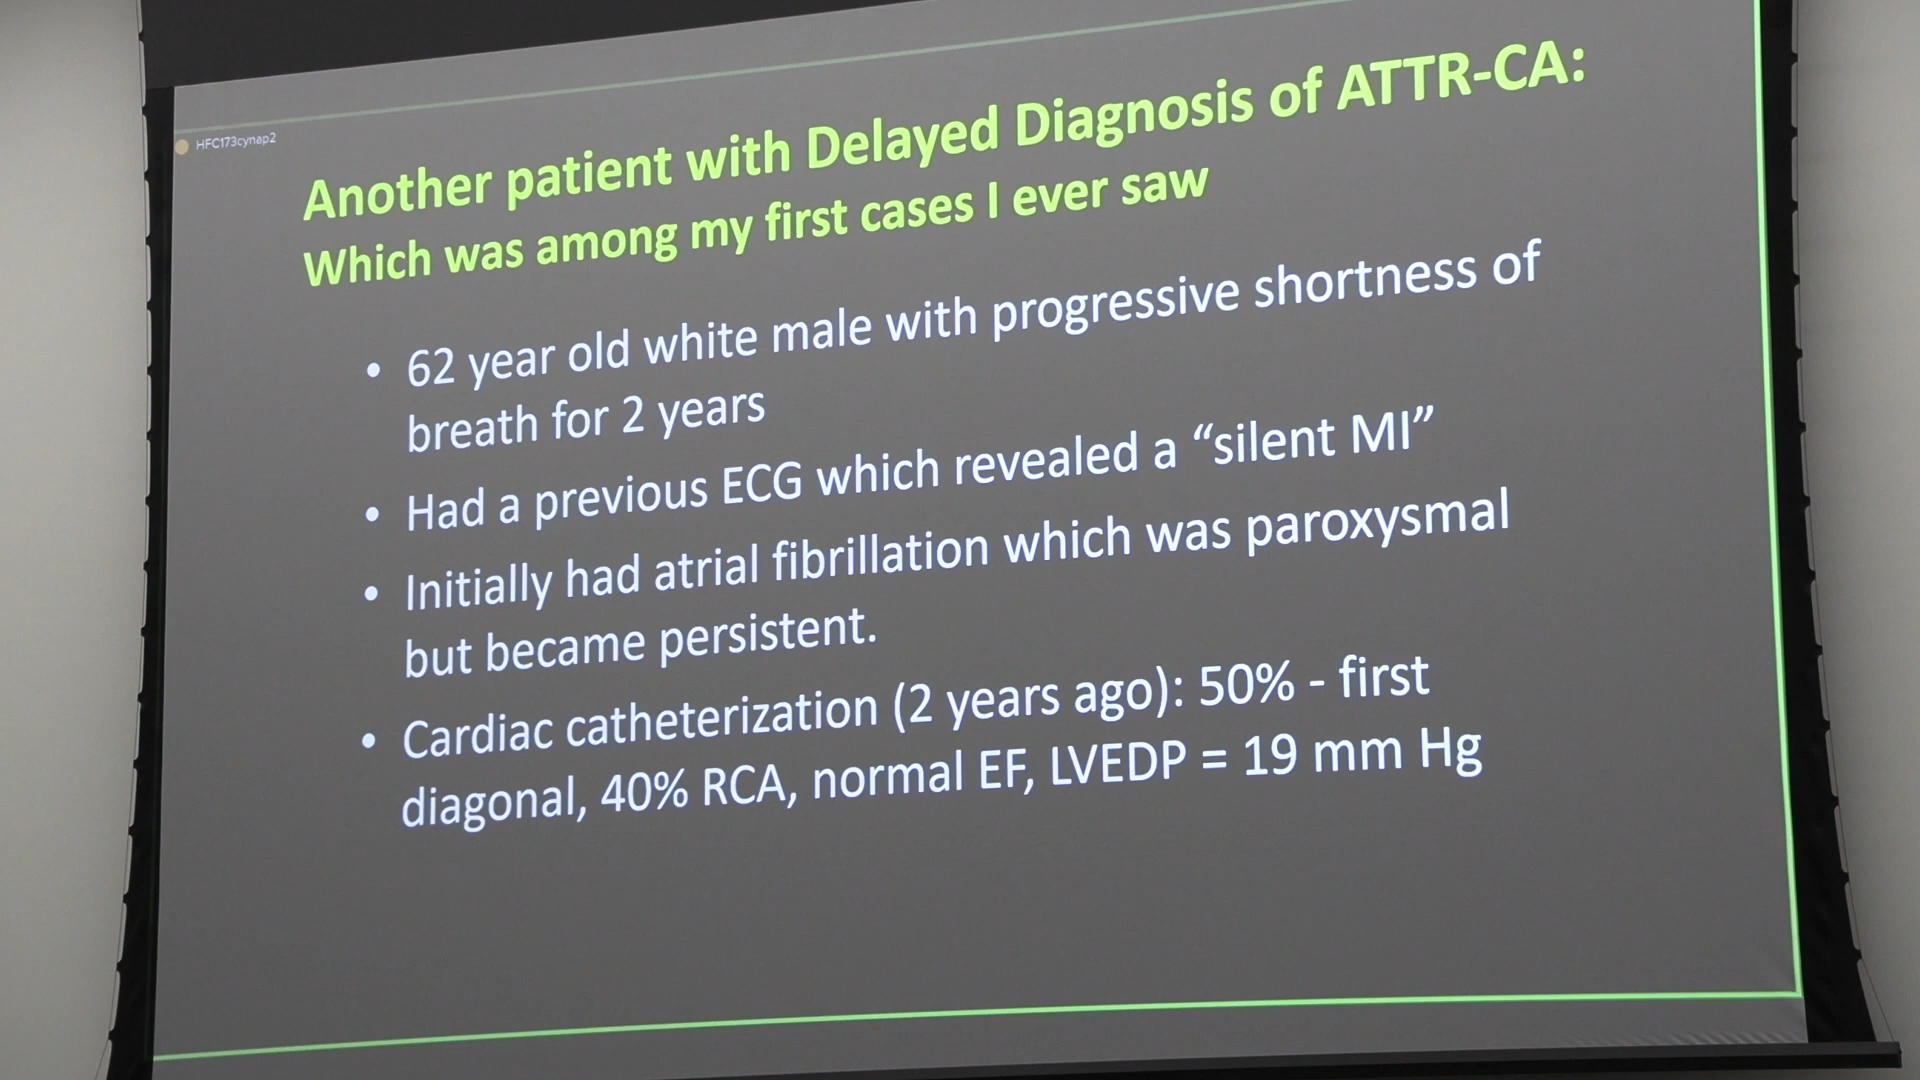 HFC173cynap2
Another patient with Delayed Diagnosis of ATTR-CA:
Which was among my first cases I ever saw
• 62 year old white male with progressive shortness of
breath for 2 years
• Had a previous ECG which revealed a “silent MI”
• Initially had atrial fibrillation which was paroxysmal
but became persistent.
• Cardiac catheterization (2 years ago): 50% - first
diagonal, 40% RCA, normal EF, LVEDP = 19 mm Hg